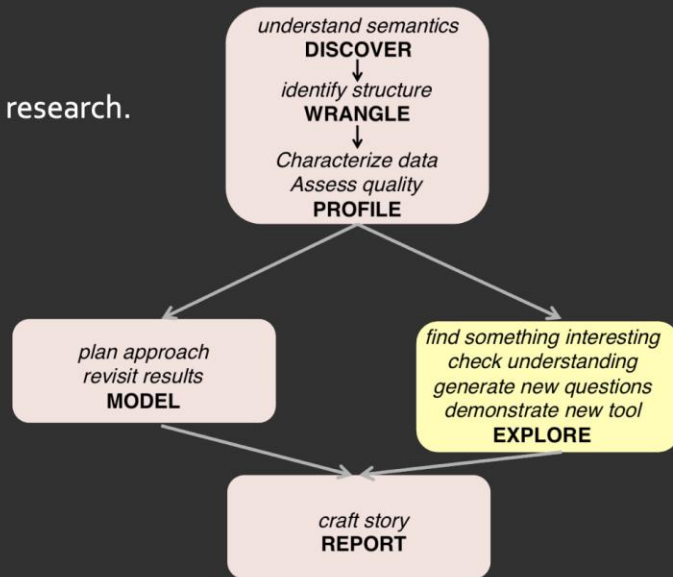 research.
understand semantics
DISCOVER
identify structure
WRANGLE
Characterize data
Assess quality
PROFILE
plan approach
revisit results
MODEL
find something interesting
check understanding
generate new questions
demonstrate new tool
EXPLORE
craft story
REPORT